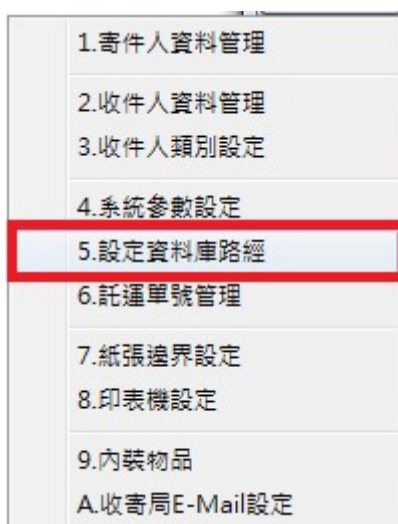 1.寄件人資料管理
2.收件人資料管理
3.收件人類別設定
4.系統參數設定
5.設定資料庫路經
6.託運單號管理
7.紙張邊界設定
8.印表機設定
9.內裝物品
A.收寄局E-Mail設定